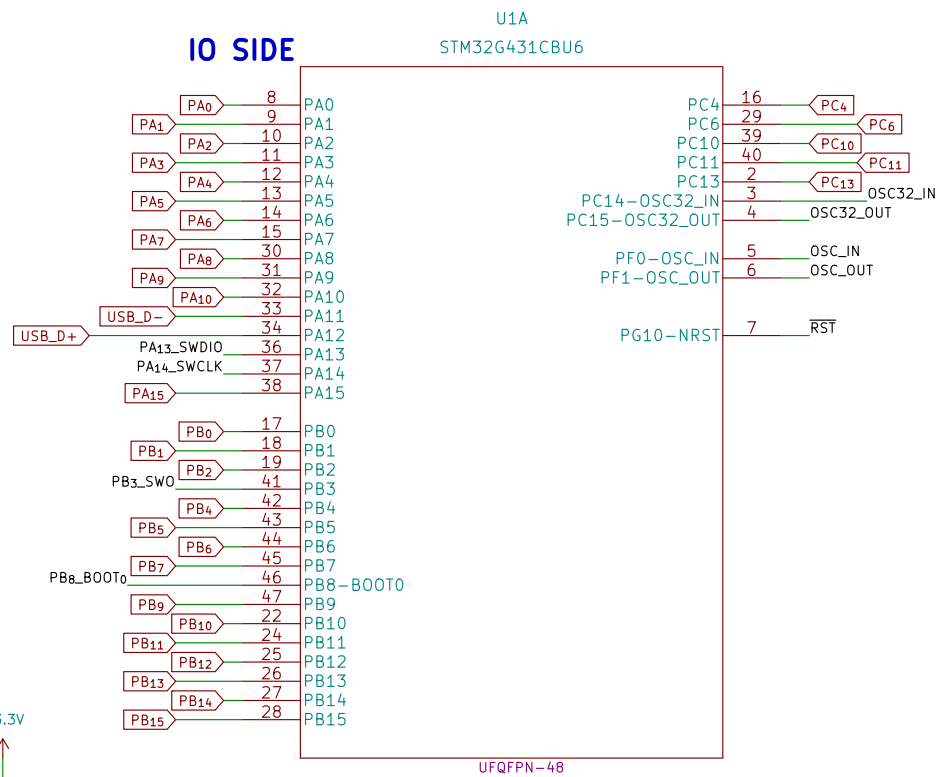 U1A
STM32G431CBU6
IO SIDE
PA0 8 PA0 PC4 16 PC4
PA1 9 PA1 PC6 29 PC6
PA2 10 PA2 PC10 39 PC10
PA3 11 PA3 PC11 40 PC11
PA4 12 PA4 PC13 2 PC13
PA5 13 PA5 PC14-OSC32_IN 3 OSC32_IN
PA6 14 PA6 PC15-OSC32_OUT 4 OSC32_OUT
PA7 15 PA7
PA8 30 PA8 PF0-OSC_IN 5 OSC_IN
PA9 31 PA9 PF1-OSC_OUT 6 OSC_OUT
PA10 32 PA10
USB_D- 33 PA11
USB_D+ 34 PA12 PG10-NRST 7 RST
PA13_SWDIO 36 PA13
PA14_SWCLK 37 PA14
PA15 38 PA15
PB0 17 PB0
PB1 18 PB1
PB2 19 PB2
PB3_SWO 41 PB3
PB4 42 PB4
PB5 43 PB5
PB6 44 PB6
PB7 45 PB7
PB8_BOOT0 46 PB8-BOOT0
PB9 47 PB9
PB10 22 PB10
PB11 24 PB11
PB12 25 PB12
PB13 26 PB13
PB14 27 PB14
PB15 28 PB15
UFQFPN-48